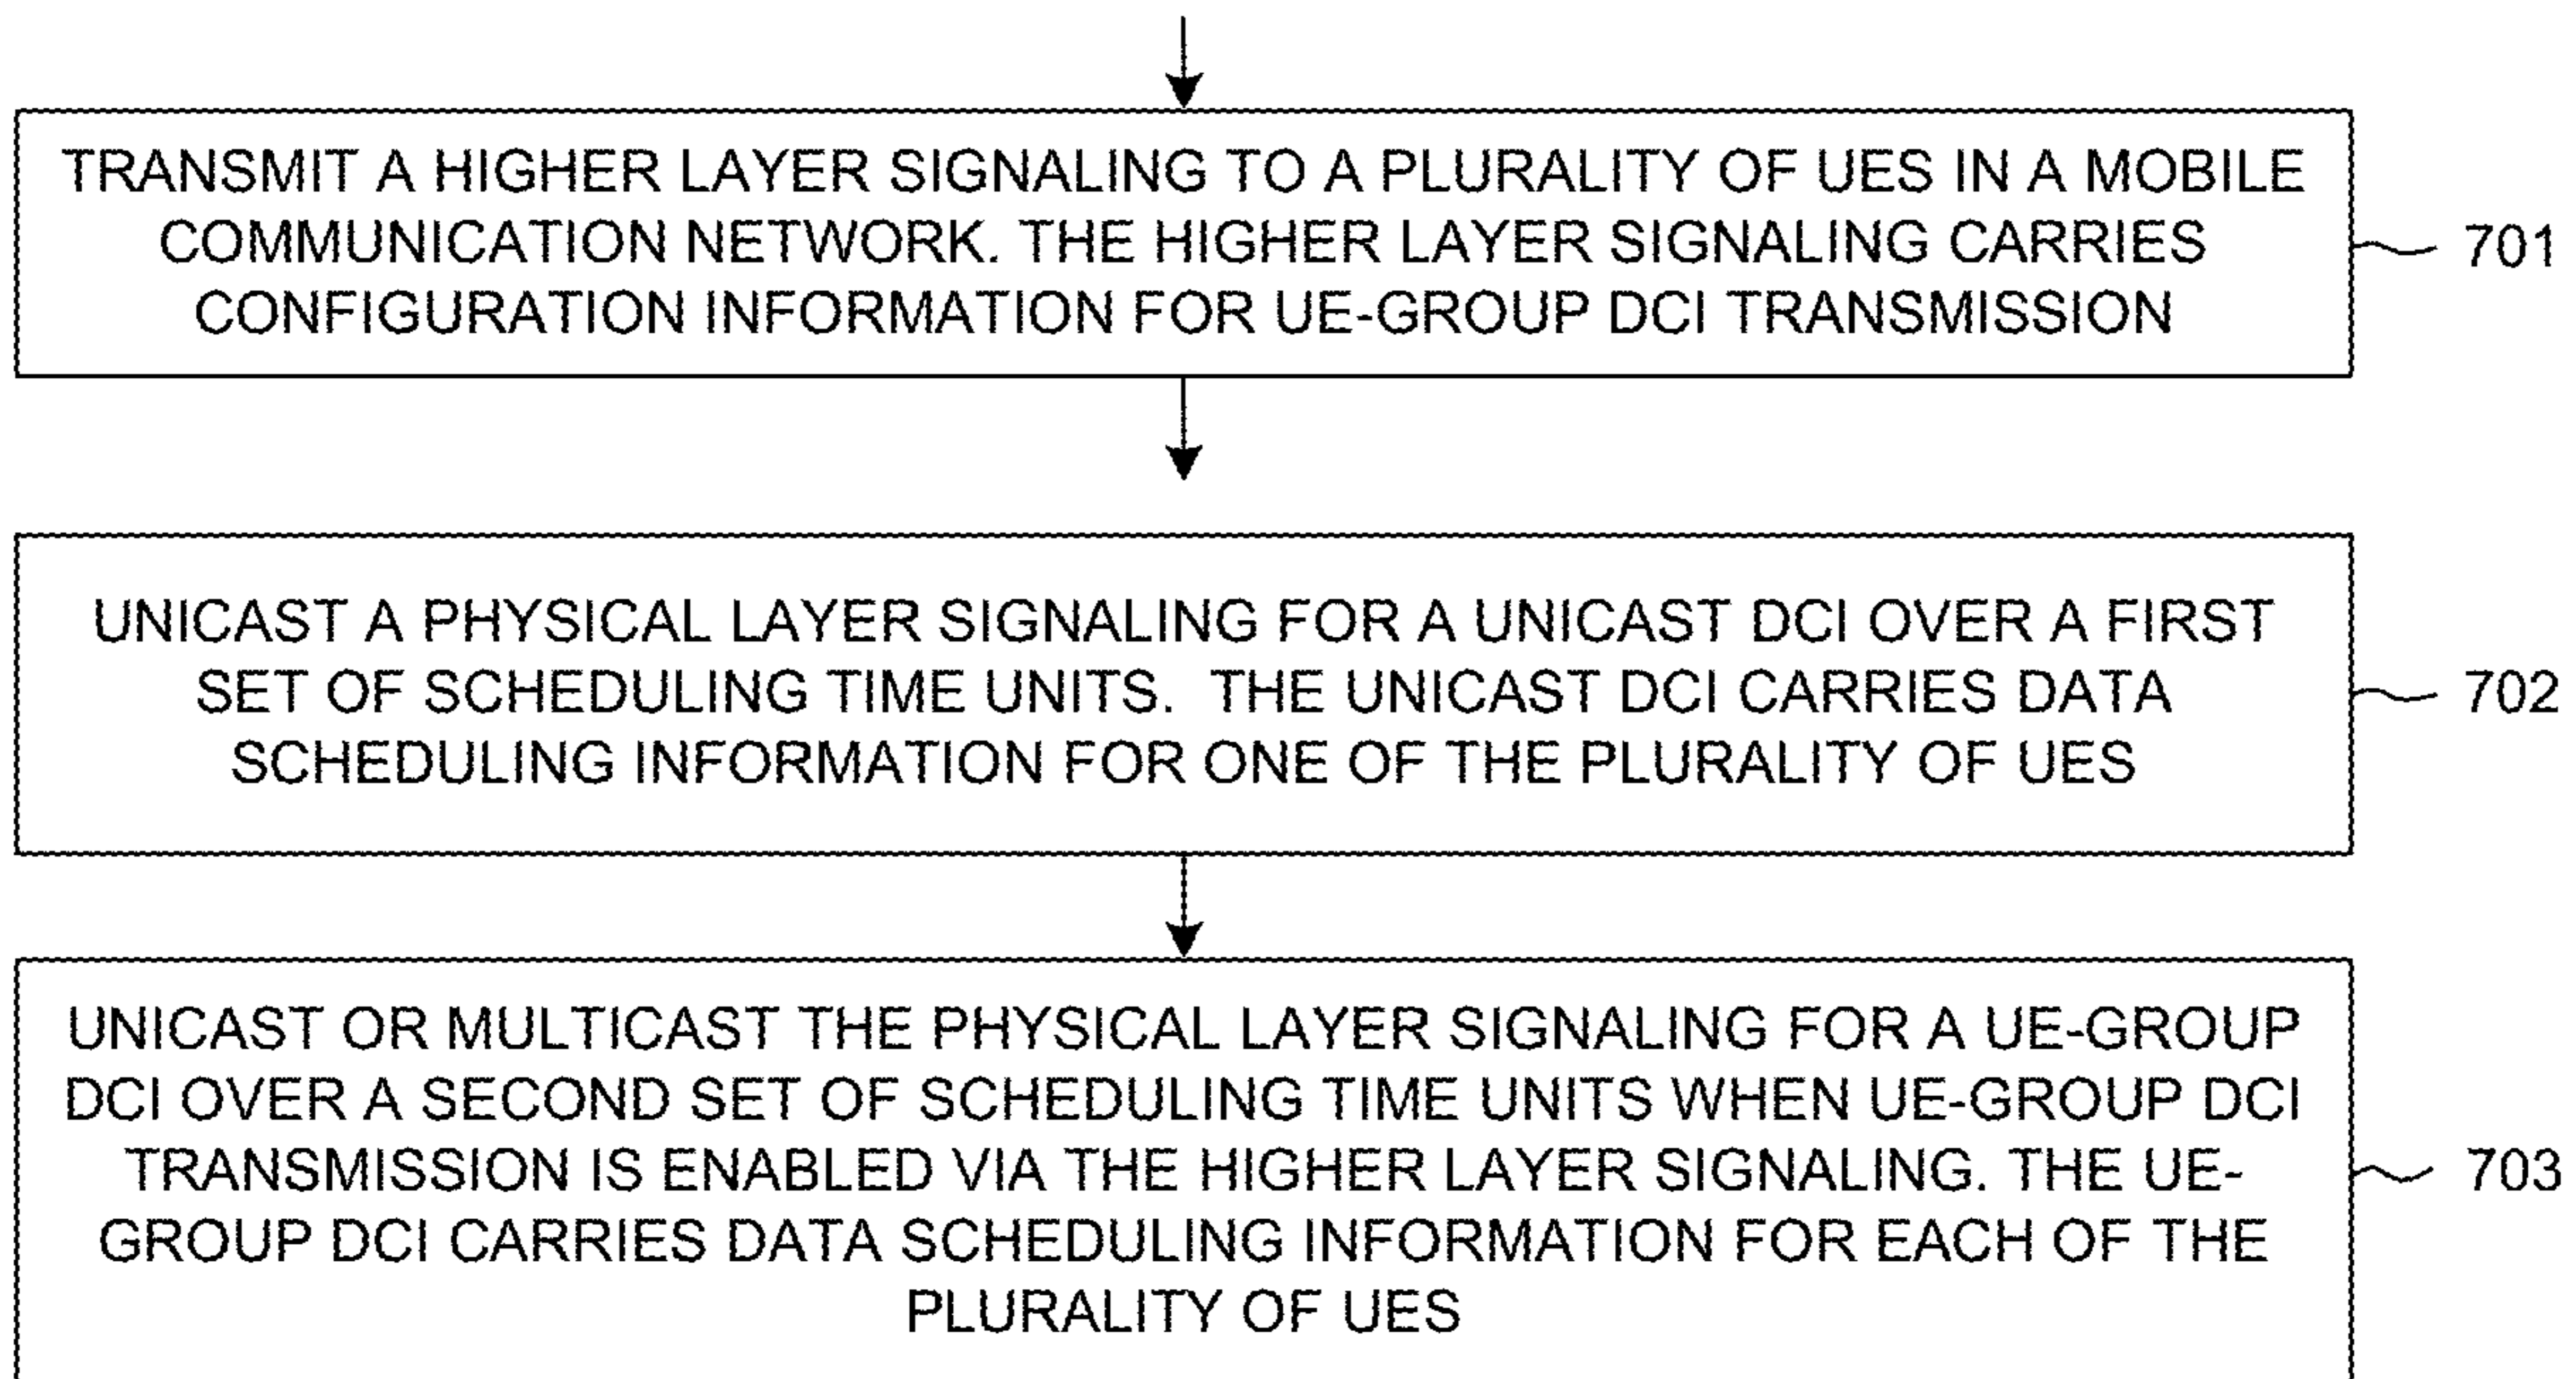 TRANSMIT A HIGHER LAYER SIGNALING TO A PLURALITY OF UES IN A MOBILE
COMMUNICATION NETWORK. THE HIGHER LAYER SIGNALING CARRIES
CONFIGURATION INFORMATION FOR UE-GROUP DCI TRANSMISSION
701
UNICAST A PHYSICAL LAYER SIGNALING FOR A UNICAST DCI OVER A FIRST
SET OF SCHEDULING TIME UNITS. THE UNICAST DCI CARRIES DATA
SCHEDULING INFORMATION FOR ONE OF THE PLURALITY OF UES
702
UNICAST OR MULTICAST THE PHYSICAL LAYER SIGNALING FOR A UE-GROUP
DCI OVER A SECOND SET OF SCHEDULING TIME UNITS WHEN UE-GROUP DCI
TRANSMISSION IS ENABLED VIA THE HIGHER LAYER SIGNALING. THE UE-
GROUP DCI CARRIES DATA SCHEDULING INFORMATION FOR EACH OF THE
PLURALITY OF UES
703